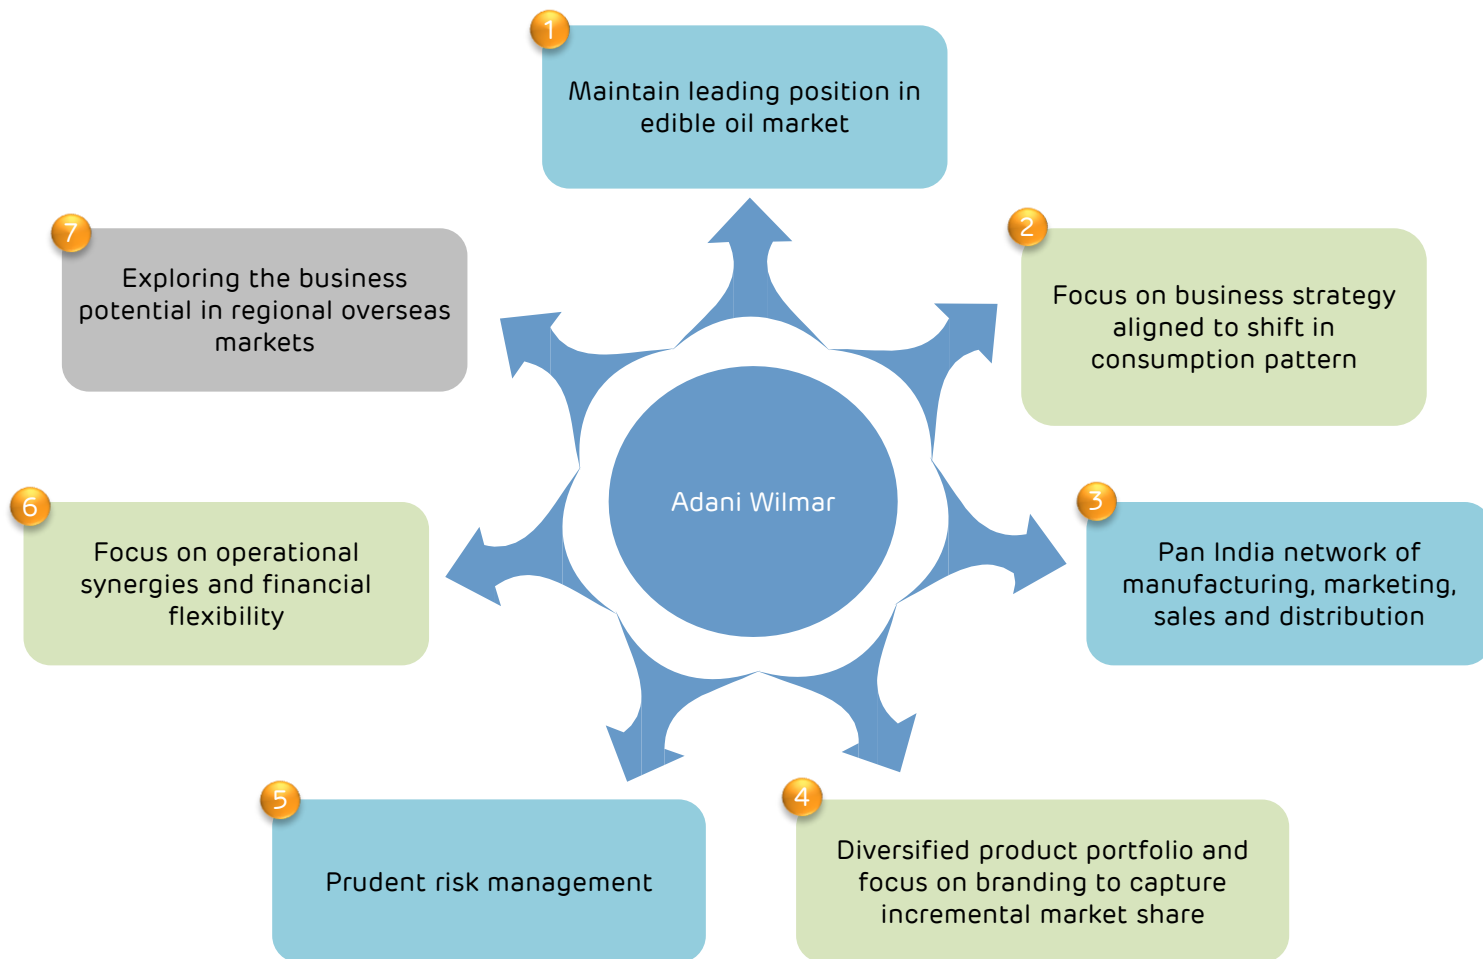 1
Maintain leading position in
edible oil market
2
Focus on business strategy
aligned to shift in
consumption pattern
3
Pan India network of
manufacturing, marketing,
sales and distribution
4
Diversified product portfolio and
focus on branding to capture
incremental market share
5
Prudent risk management
6
Focus on operational
synergies and financial
flexibility
7
Exploring the business
potential in regional overseas
markets
Adani Wilmar